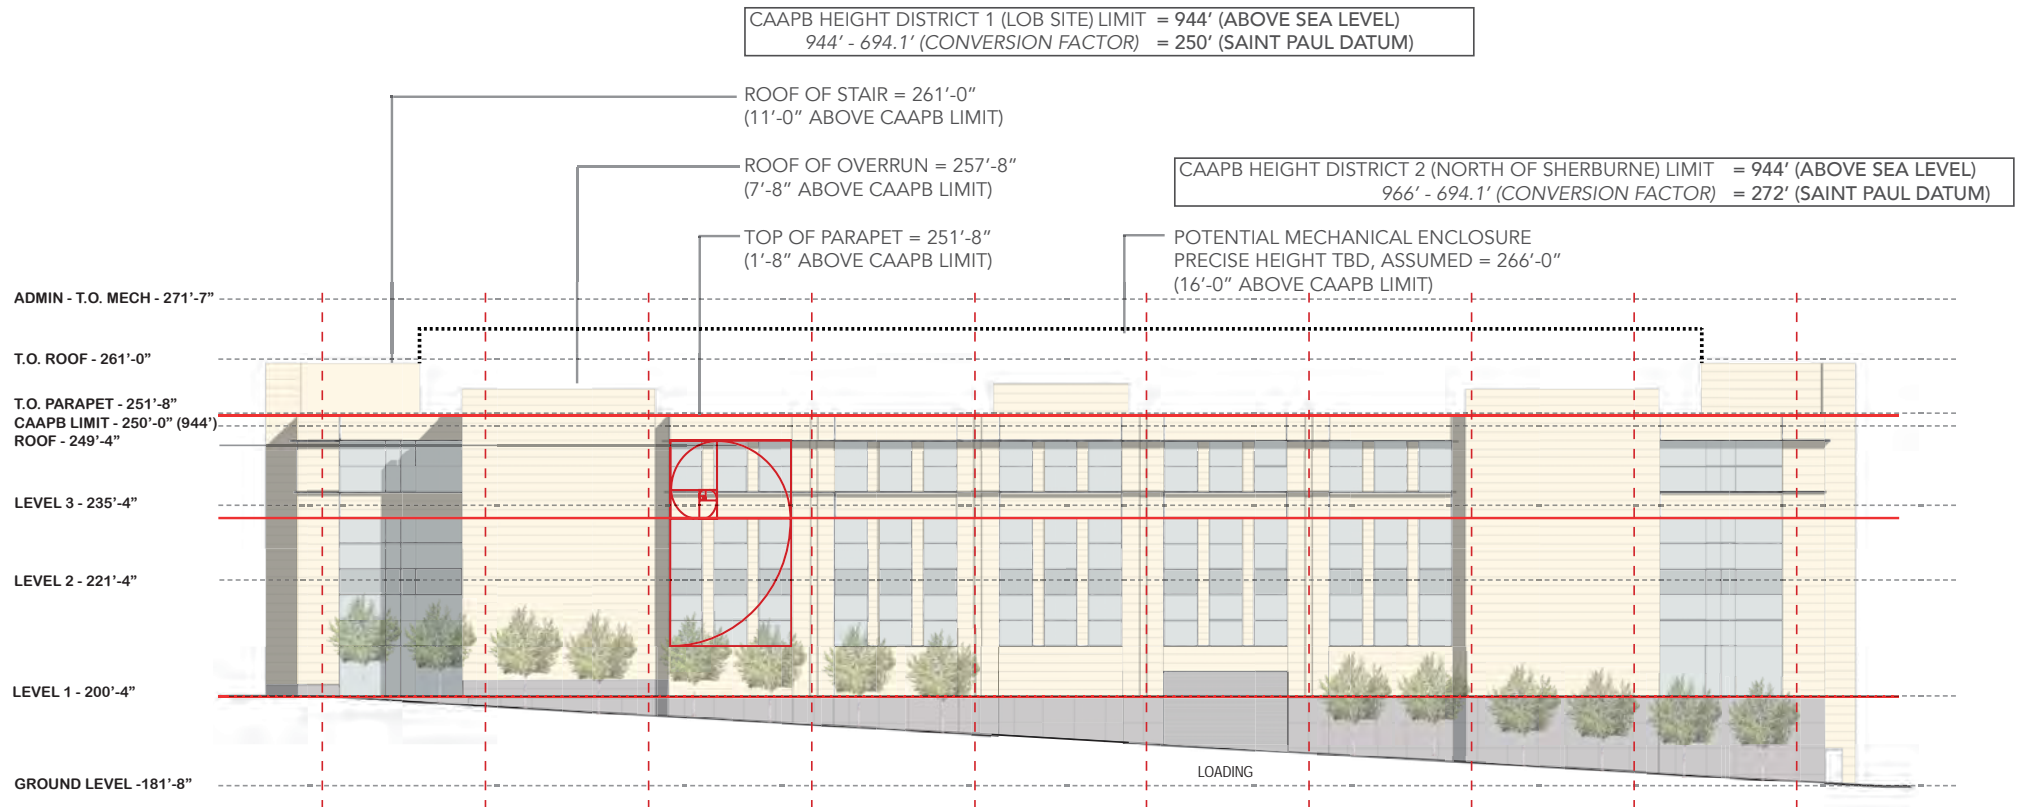 CAAPB HEIGHT DISTRICT 1 (LOB SITE) LIMIT = 944’ (ABOVE SEA LEVEL)
944’ - 694.1’ (CONVERSION FACTOR) = 250’ (SAINT PAUL DATUM)
ROOF OF STAIR = 261’-0”
(11’-0” ABOVE CAAPB LIMIT)
ROOF OF OVERRUN = 257’-8”
(7’-8” ABOVE CAAPB LIMIT)
CAAPB HEIGHT DISTRICT 2 (NORTH OF SHERBURNE) LIMIT = 944’ (ABOVE SEA LEVEL)
966’ - 694.1’ (CONVERSION FACTOR) = 272’ (SAINT PAUL DATUM)
TOP OF PARAPET = 251’-8”
(1’-8” ABOVE CAAPB LIMIT)
POTENTIAL MECHANICAL ENCLOSURE
PRECISE HEIGHT TBD, ASSUMED = 266’-0”
(16’-0” ABOVE CAAPB LIMIT)
ADMIN - T.O. MECH - 271’-7”
T.O. ROOF - 261’-0”
T.O. PARAPET - 251’-8”
CAAPB LIMIT - 250’-0” (944’)
ROOF - 249’-4”
LEVEL 3 - 235’-4”
LEVEL 2 - 221’-4”
LEVEL 1 - 200’-4”
LOADING
GROUND LEVEL -181’-8”